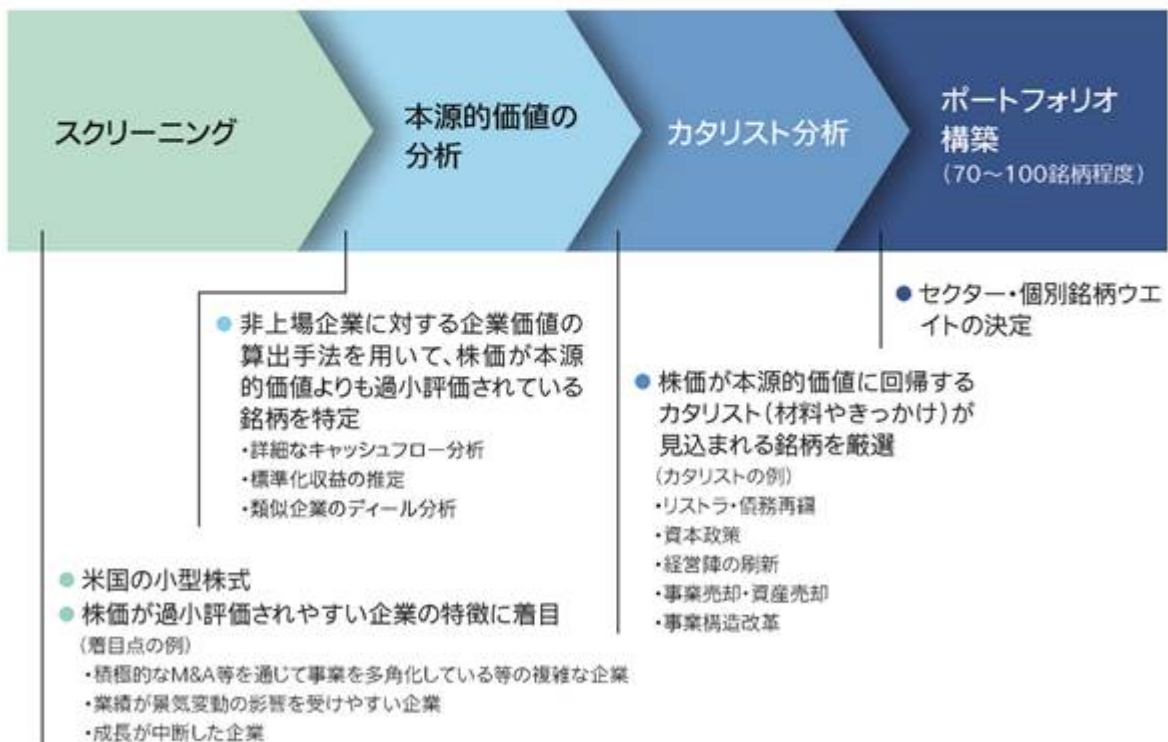 スクリーニング
本源的価値の
分析
カタリスト分析
ポートフォリオ
構築
(70~100銘柄程度)
●セクター・個別銘柄ウエ
イトの決定
●非上場企業に対する企業価値の
算出手法を用いて、株価が本源
的価値よりも過小評価されている
銘柄を特定
・詳細なキャッシュフロー分析
・標準化収益の推定
・類似企業のディール分析
●株価が本源的価値に回帰する
カタリスト(材料やきっかけ)が
見込まれる銘柄を厳選
(カタリストの例)
・リストラ・債務再編
・資本政策
・経営陣の刷新
・事業売却・資産売却
・事業構造改革
●米国の小型株式
●株価が過小評価されやすい企業の特徴に着目
(着目点の例)
・積極的なM&A等を通じて事業を多角化している等の複雑な企業
・業績が景気変動の影響を受けやすい企業
・成長が中断した企業